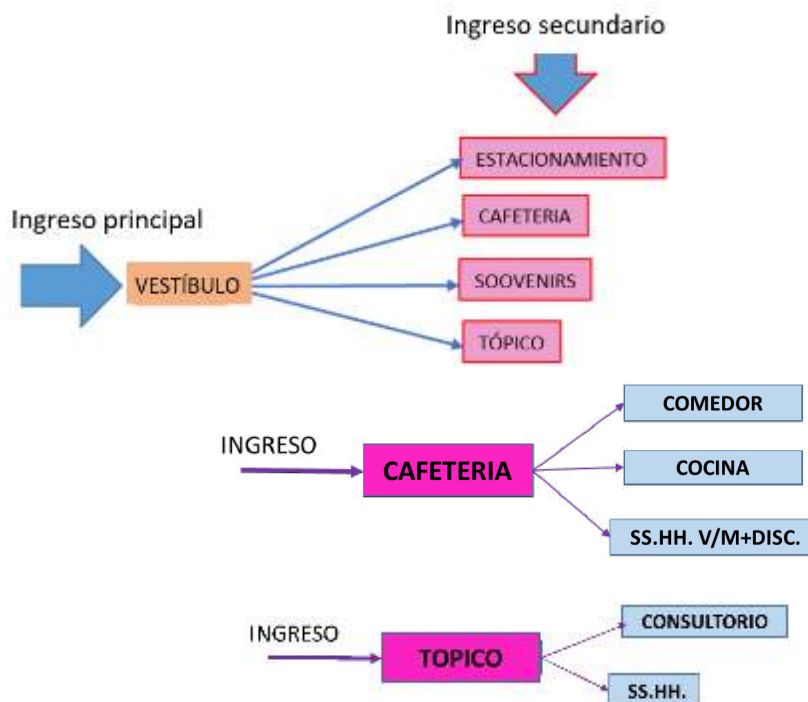 Ingreso secundario
ESTACIONAMIENTO
Ingreso principal
CAFETERIA
VESTÍBULO
SOOVENIRS
TÓPICO
COMEDOR
INGRESO
CAFETERIA
COCINA
SS.HH. V/M+DISC.
INGRESO
CONSULTORIO
TOPICO
SS.HH.